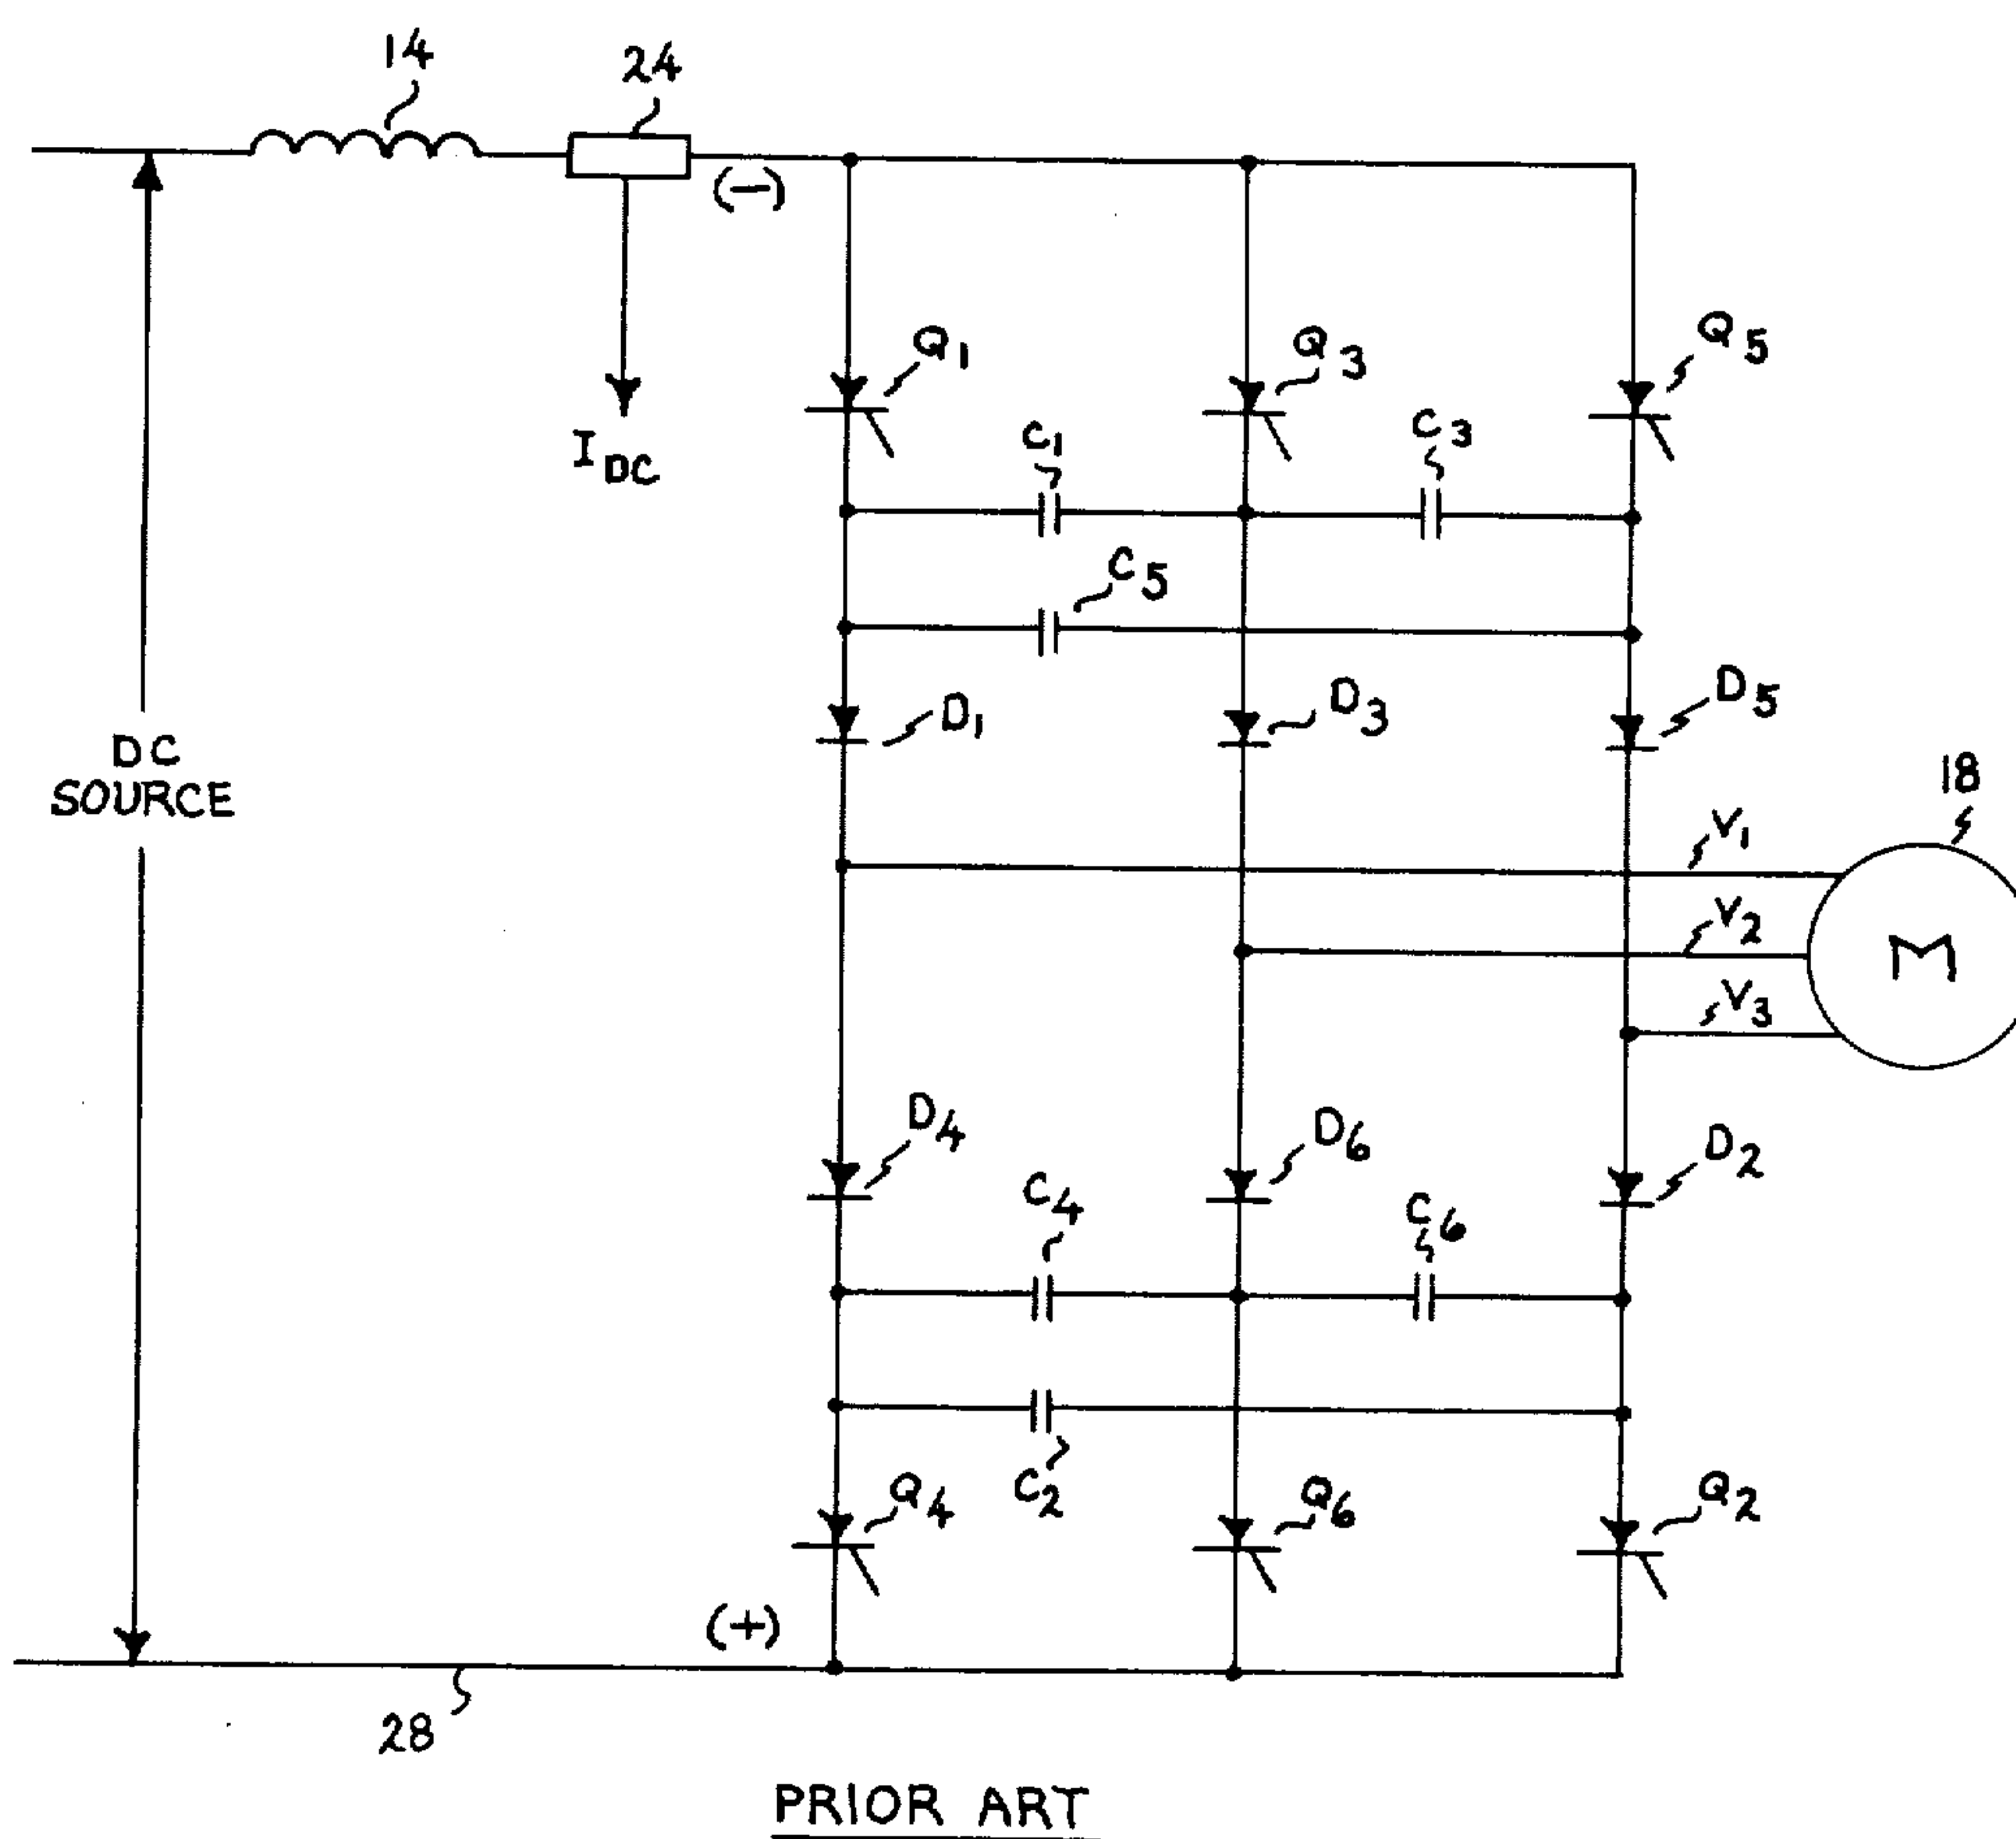 14
24
(−)
I DC
Q1
Q3
Q5
C1
C3
C5
D1
D3
D5
DC
SOURCE
18
V1
V2
V3
M
D4
D6
D2
C4
C6
C2
Q4
Q6
Q2
(+)
28
PRIOR ART